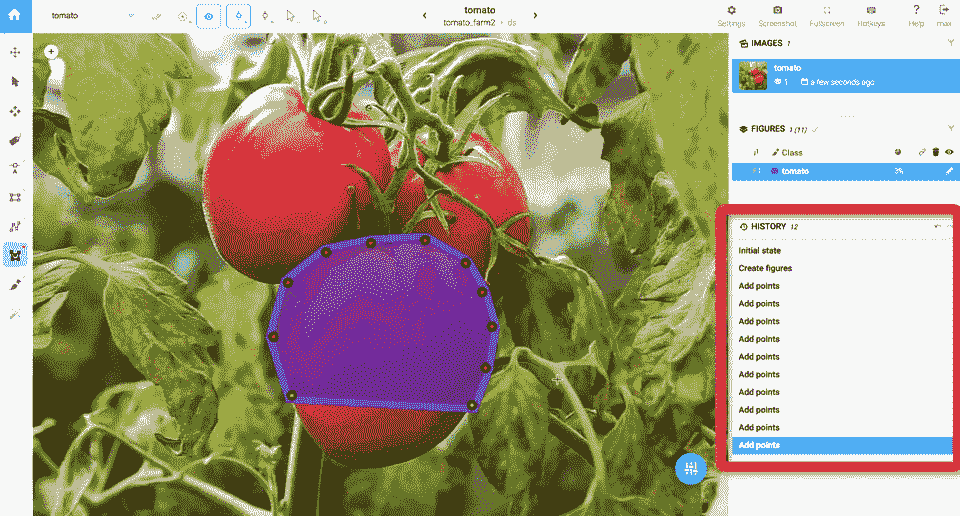 tomato
tomato
tomato_farm2 • ds
Settings
Screenshot
Fullscreen
Hotkeys
Help
max
IMAGES 1
tomato
1 a few seconds ago
FIGURES 1 (11)
Class
tomato 3%
HISTORY 12
Initial state
Create figures
Add points
Add points
Add points
Add points
Add points
Add points
Add points
Add points
Add points
Add points